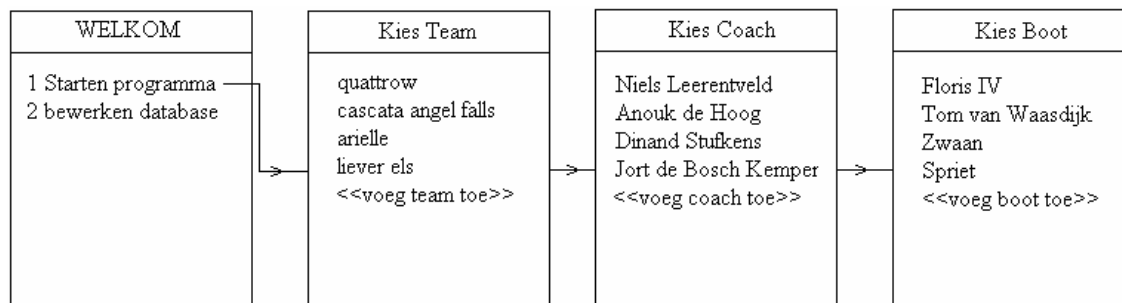 WELKOM
1 Starten programma
2 bewerken database
Kies Team
quattrow
cascata angel falls
arielle
liever els
<<voeg team toe>>
Kies Coach
Niels Leerentveld
Anouk de Hoog
Dinand Stufkens
Jort de Bosch Kemper
<<voeg coach toe>>
Kies Boot
Floris IV
Tom van Waasdijk
Zwaan
Spriet
<<voeg boot toe>>